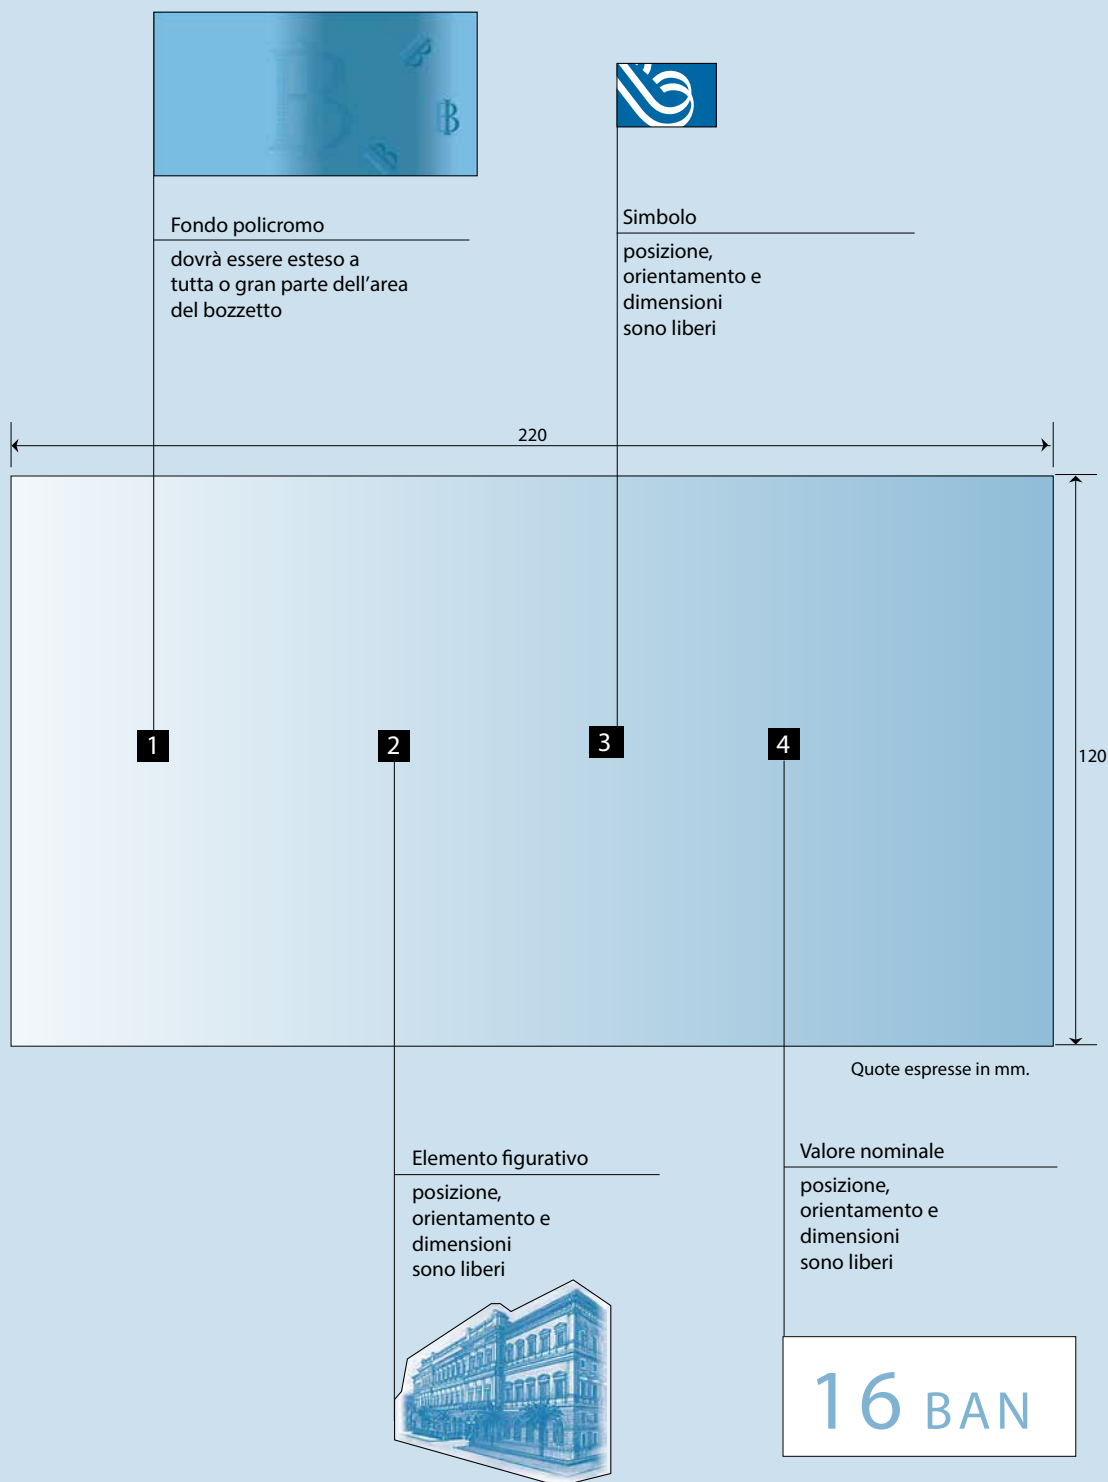 Fondo policromo
dovrà essere esteso a
tutta o gran parte dell'area
del bozzetto
Simbolo
posizione,
orientamento e
dimensioni
sono liberi
220
1
2
3
4
120
Quote espresse in mm.
Elemento figurativo
posizione,
orientamento e
dimensioni
sono liberi
Valore nominale
posizione,
orientamento e
dimensioni
sono liberi
16 BAN